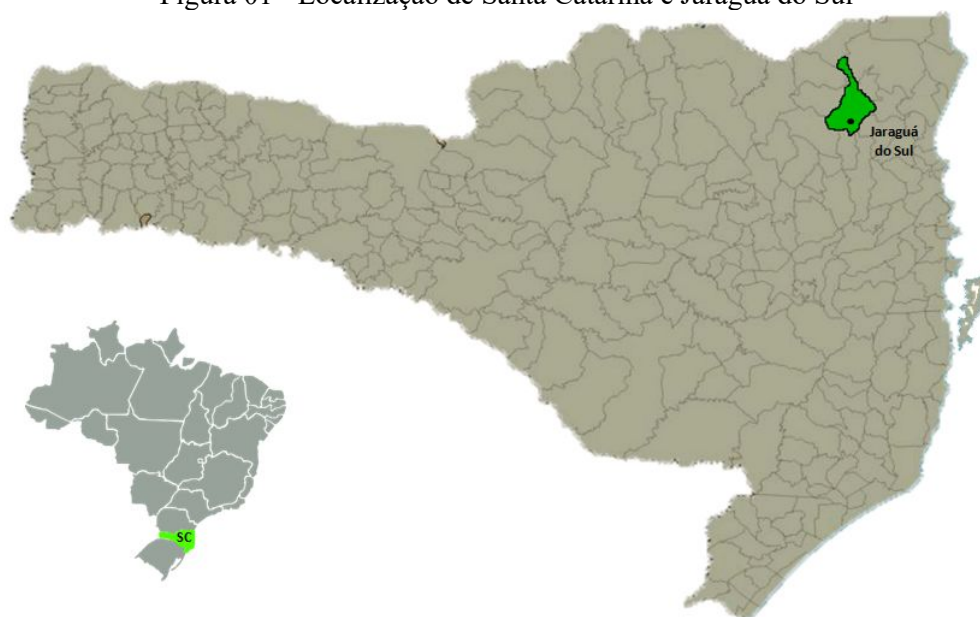 Figura 01 - Localização de Santa Catarina e Jaraguá do Sul
Jaraguá
do Sul
SC